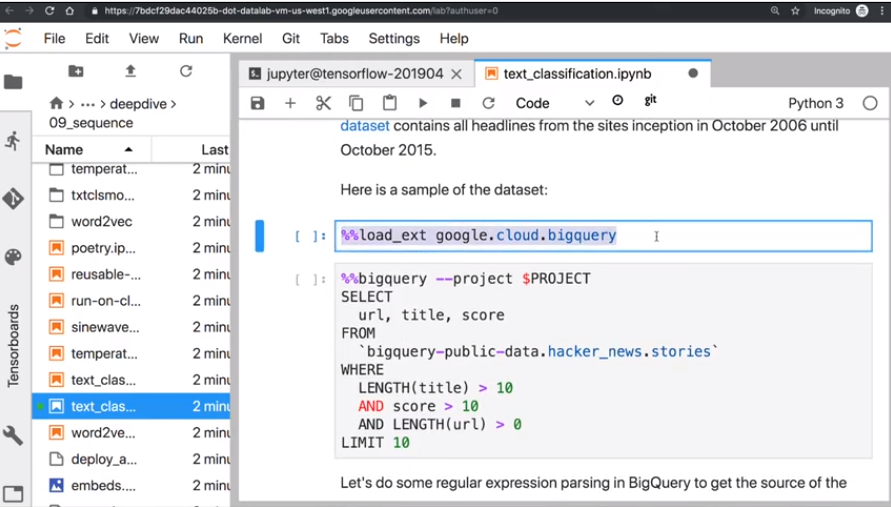 https://7bdcf29dac44025b-dot-datalab-vm-us-west1.googleusercontent.com/lab?authuser=0
Incognito
File Edit View Run Kernel Git Tabs Settings Help
jupyter@tensorflow-201904
text_classification.ipynb
Code
git
Python 3
> ... > deepdive >
09_sequence
Name
Last
temperat... 2 minu
txtclsmo... 2 minu
word2vec 2 minu
poetry.ip... 2 minu
reusable-... 2 minu
run-on-cl... 2 minu
sinewave... 2 minu
temperat... 2 minu
text_clas... 2 minu
text_clas... 2 minu
word2ve... 2 minu
deploy_a... 2 minu
embeds.... 2 minu
Tensorboards
dataset contains all headlines from the sites inception in October 2006 until
October 2015.
Here is a sample of the dataset:
[ ]: %%load_ext google.cloud.bigquery
[ ]: %%bigquery --project $PROJECT
SELECT
url, title, score
FROM
`bigquery-public-data.hacker_news.stories`
WHERE
LENGTH(title) > 10
AND score > 10
AND LENGTH(url) > 0
LIMIT 10
Let's do some regular expression parsing in BigQuery to get the source of the